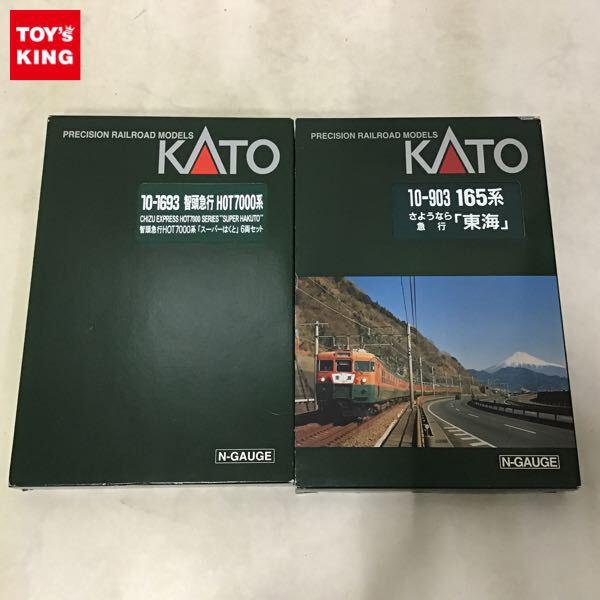 TOY's
KING
PRECISION RAILROAD MODELS
KATO
10-1693 智頭急行 HOT7000系
CHIZU EXPRESS HOT7000 SERIES "SUPER HAKUTO"
智頭急行HOT7000系「スーパーはくと」6両セット
N-GAUGE
PRECISION RAILROAD MODELS
KATO
10-903 165系
さようなら
急行「東海」
N-GAUGE